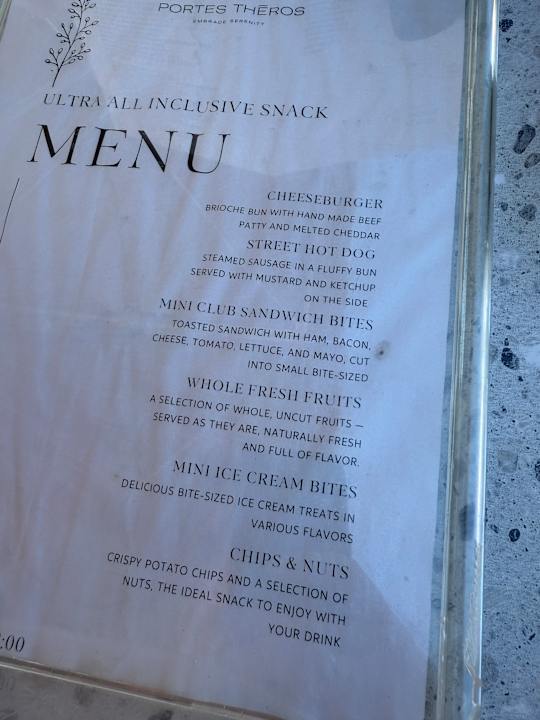 PORTES THEROS
EMBRACE SERENITY
ULTRA ALL INCLUSIVE SNACK
MENU
CHEESEBURGER
BRIOCHE BUN WITH HAND MADE BEEF
PATTY AND MELTED CHEDDAR
STREET HOT DOG
STEAMED SAUSAGE IN A FLUFFY BUN
SERVED WITH MUSTARD AND KETCHUP
ON THE SIDE
MINI CLUB SANDWICH BITES
TOASTED SANDWICH WITH HAM, BACON,
CHEESE, TOMATO, LETTUCE, AND MAYO, CUT
INTO SMALL BITE-SIZED
WHOLE FRESH FRUITS
A SELECTION OF WHOLE, UNCUT FRUITS –
SERVED AS THEY ARE, NATURALLY FRESH
AND FULL OF FLAVOR.
MINI ICE CREAM BITES
DELICIOUS BITE-SIZED ICE CREAM TREATS IN
VARIOUS FLAVORS
CHIPS & NUTS
CRISPY POTATO CHIPS AND A SELECTION OF
NUTS, THE IDEAL SNACK TO ENJOY WITH
YOUR DRINK
:00